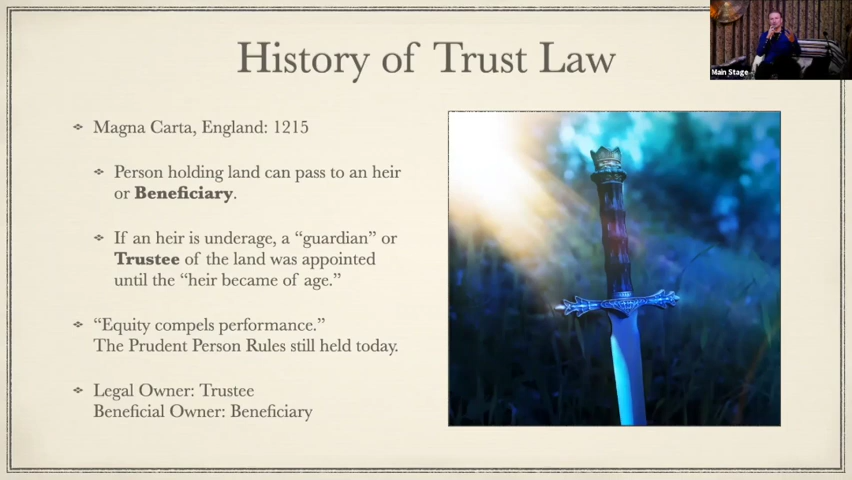 Main Stage
History of Trust Law
Magna Carta, England: 1215
Person holding land can pass to an heir
or Beneficiary.
If an heir is underage, a “guardian” or
Trustee of the land was appointed
until the “heir became of age.”
“Equity compels performance.”
The Prudent Person Rules still held today.
Legal Owner: Trustee
Beneficial Owner: Beneficiary